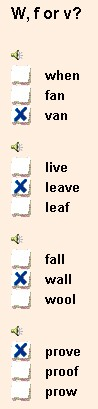 W, f or v?
when
fan
van
live
leave
leaf
fall
wall
wool
prove
proof
prow